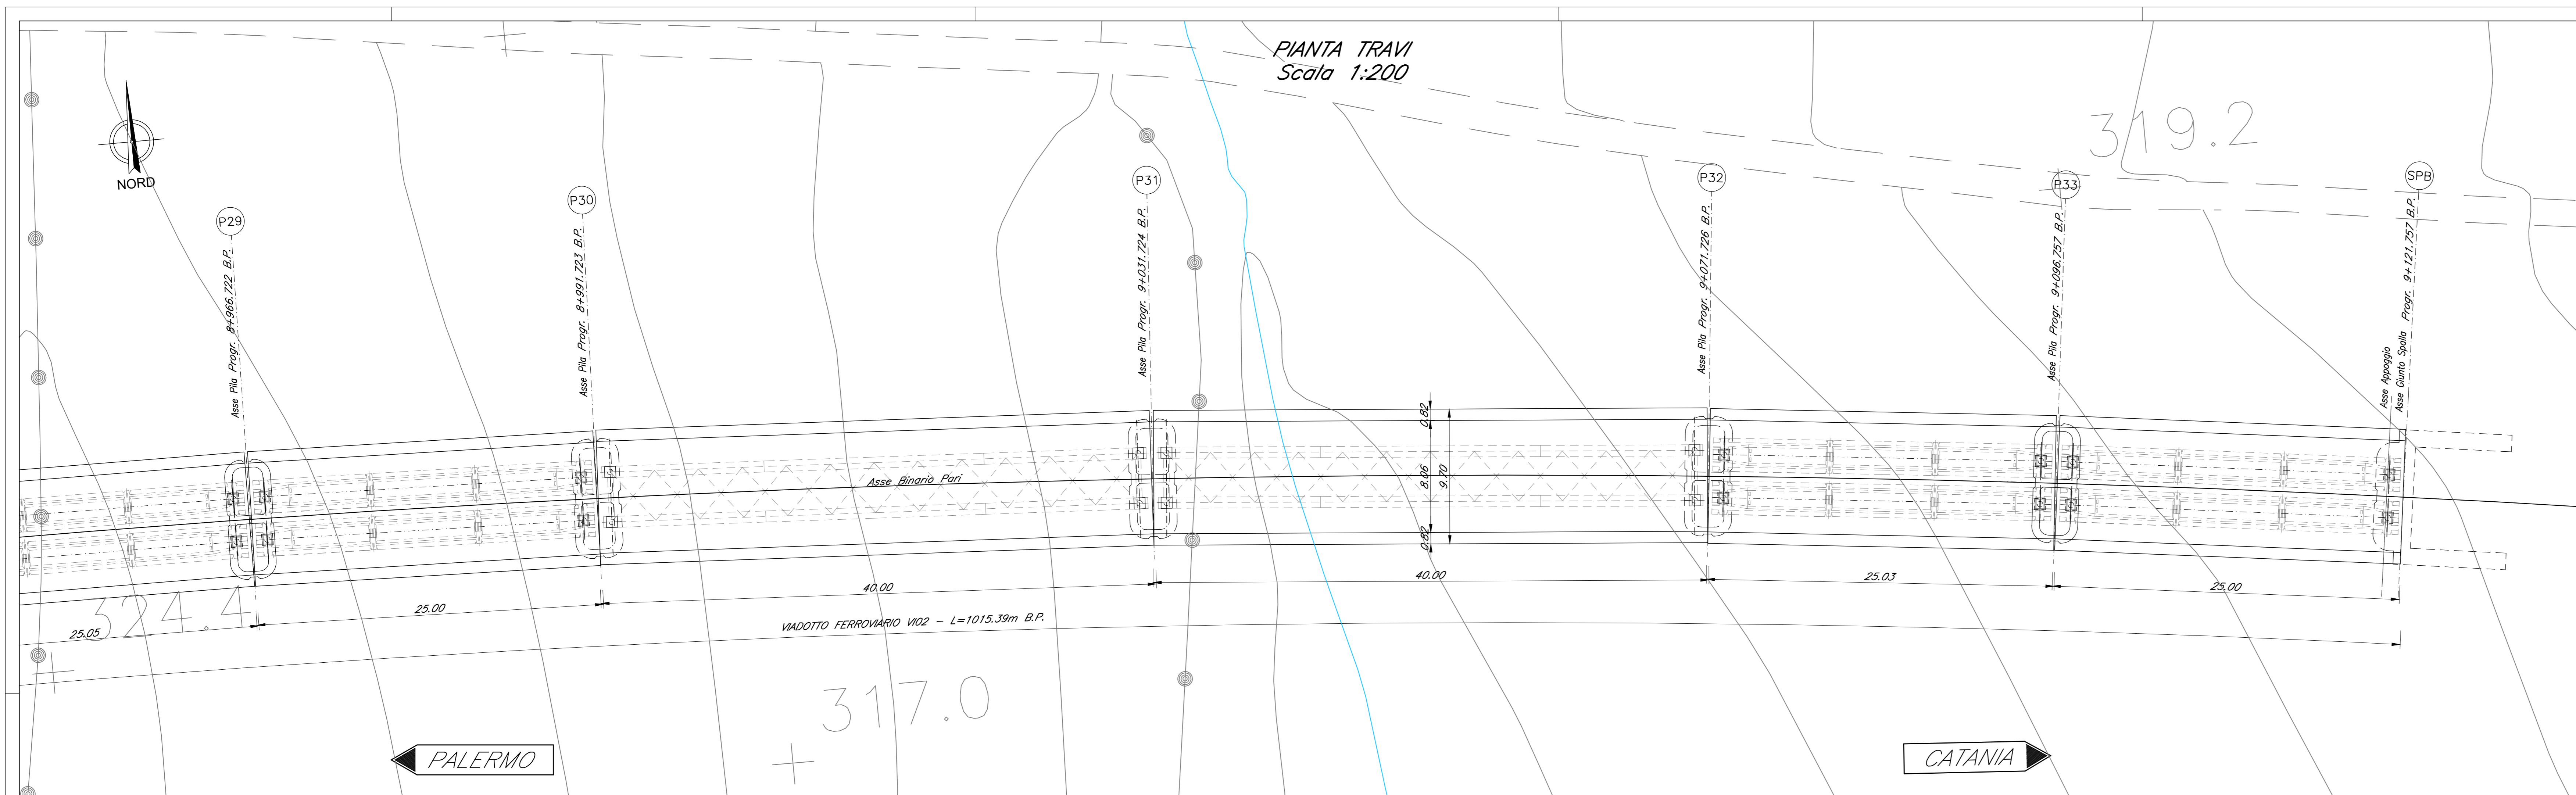 PIANTA TRAVI
Scala 1:200
319.2
NORD
P29
P30
P31
P32
P33
SPB
Asse Pila Progr. 8+966.722 B.P.
Asse Pila Progr. 8+991.723 B.P.
Asse Pila Progr. 9+031.724 B.P.
Asse Pila Progr. 9+071.726 B.P.
Asse Pila Progr. 9+096.757 B.P.
Asse Appoggio
Asse Giunto Spalla Progr. 9+121.757 B.P.
0.82
8.06
9.70
0.82
Asse Binario Pari
25.05
25.00
40.00
40.00
25.03
25.00
324.4
VIADOTTO FERROVIARIO VI02 - L=1015.39m B.P.
317.0
PALERMO
CATANIA